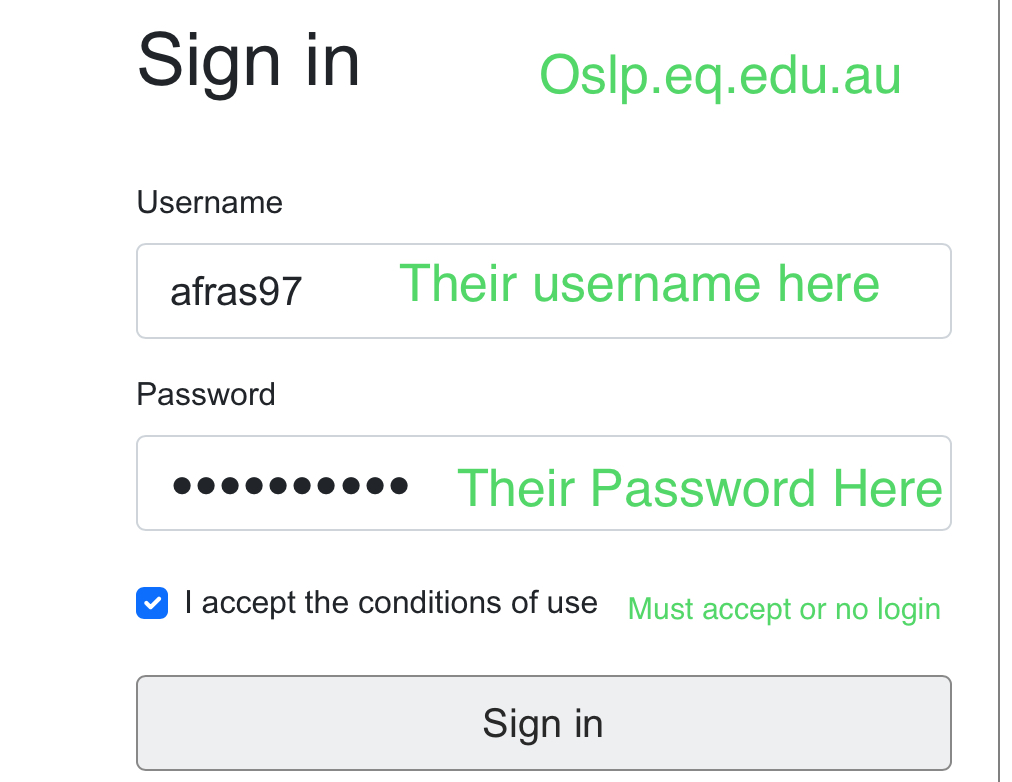 Sign in
Oslp.eq.edu.au
Username
afras97 Their username here
Password
•••••••••• Their Password Here
I accept the conditions of use Must accept or no login
Sign in